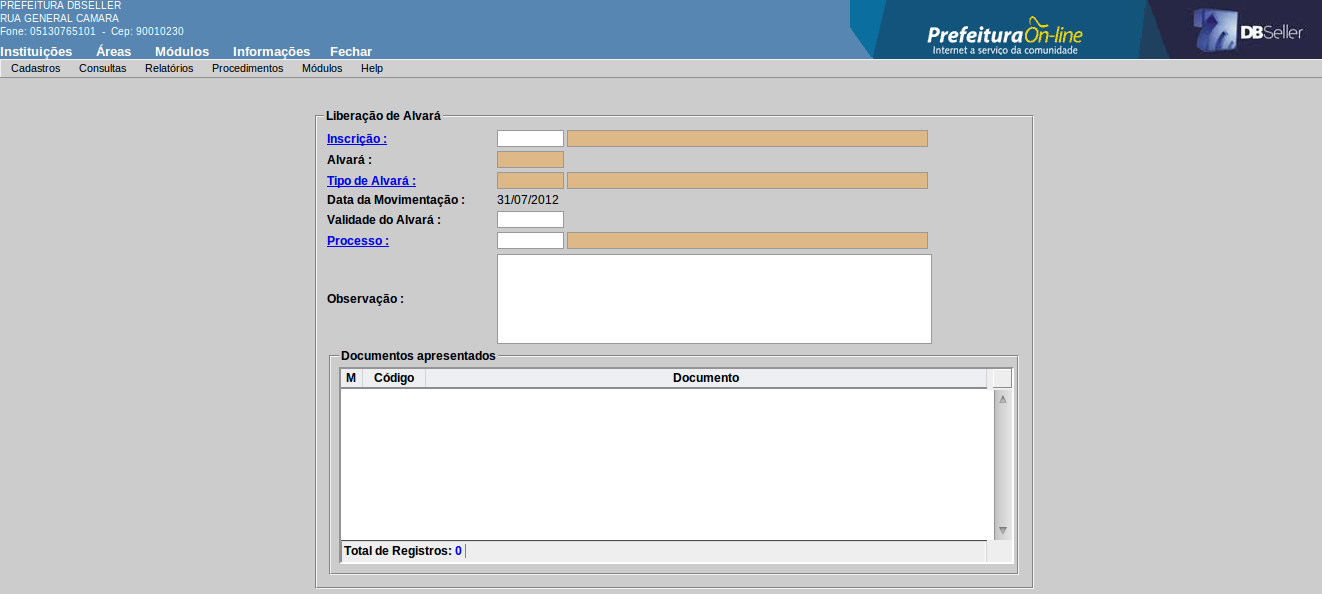 PREFEITURA DBSELLER
RUA GENERAL CAMARA
Fone: 05130765101 - Cep: 90010230
Prefeitura On-line
Internet a serviço da comunidade
DBSeller
Instituições Áreas Módulos Informações Fechar
Cadastros Consultas Relatórios Procedimentos Módulos Help
Liberação de Alvará
Inscrição :
Alvará :
Tipo de Alvará :
Data da Movimentação : 31/07/2012
Validade do Alvará :
Processo :
Observação :
Documentos apresentados
M Código Documento
Total de Registros: 0